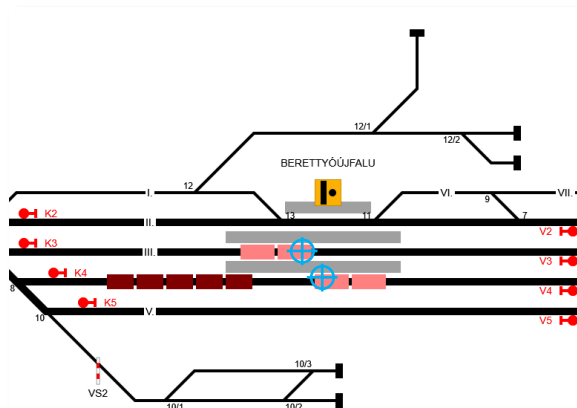 12/1
12/2
BERETTYÓÚJFALU
12
I.
VI.
9
VII.
K2
13
11
7
II.
V2
K3
III.
V3
K4
8
V4
K5
10
V.
V5
10/3
VS2
10/1
10/2